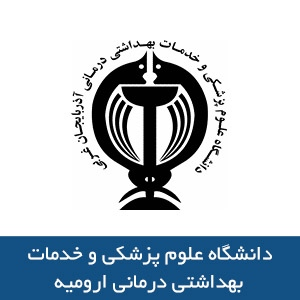 دانشگاه علوم پزشکی و خدمات بهداشتی درمانی آذربایجان غربی
دانشگاه علوم پزشکی و خدمات
بهداشتی درمانی ارومیه